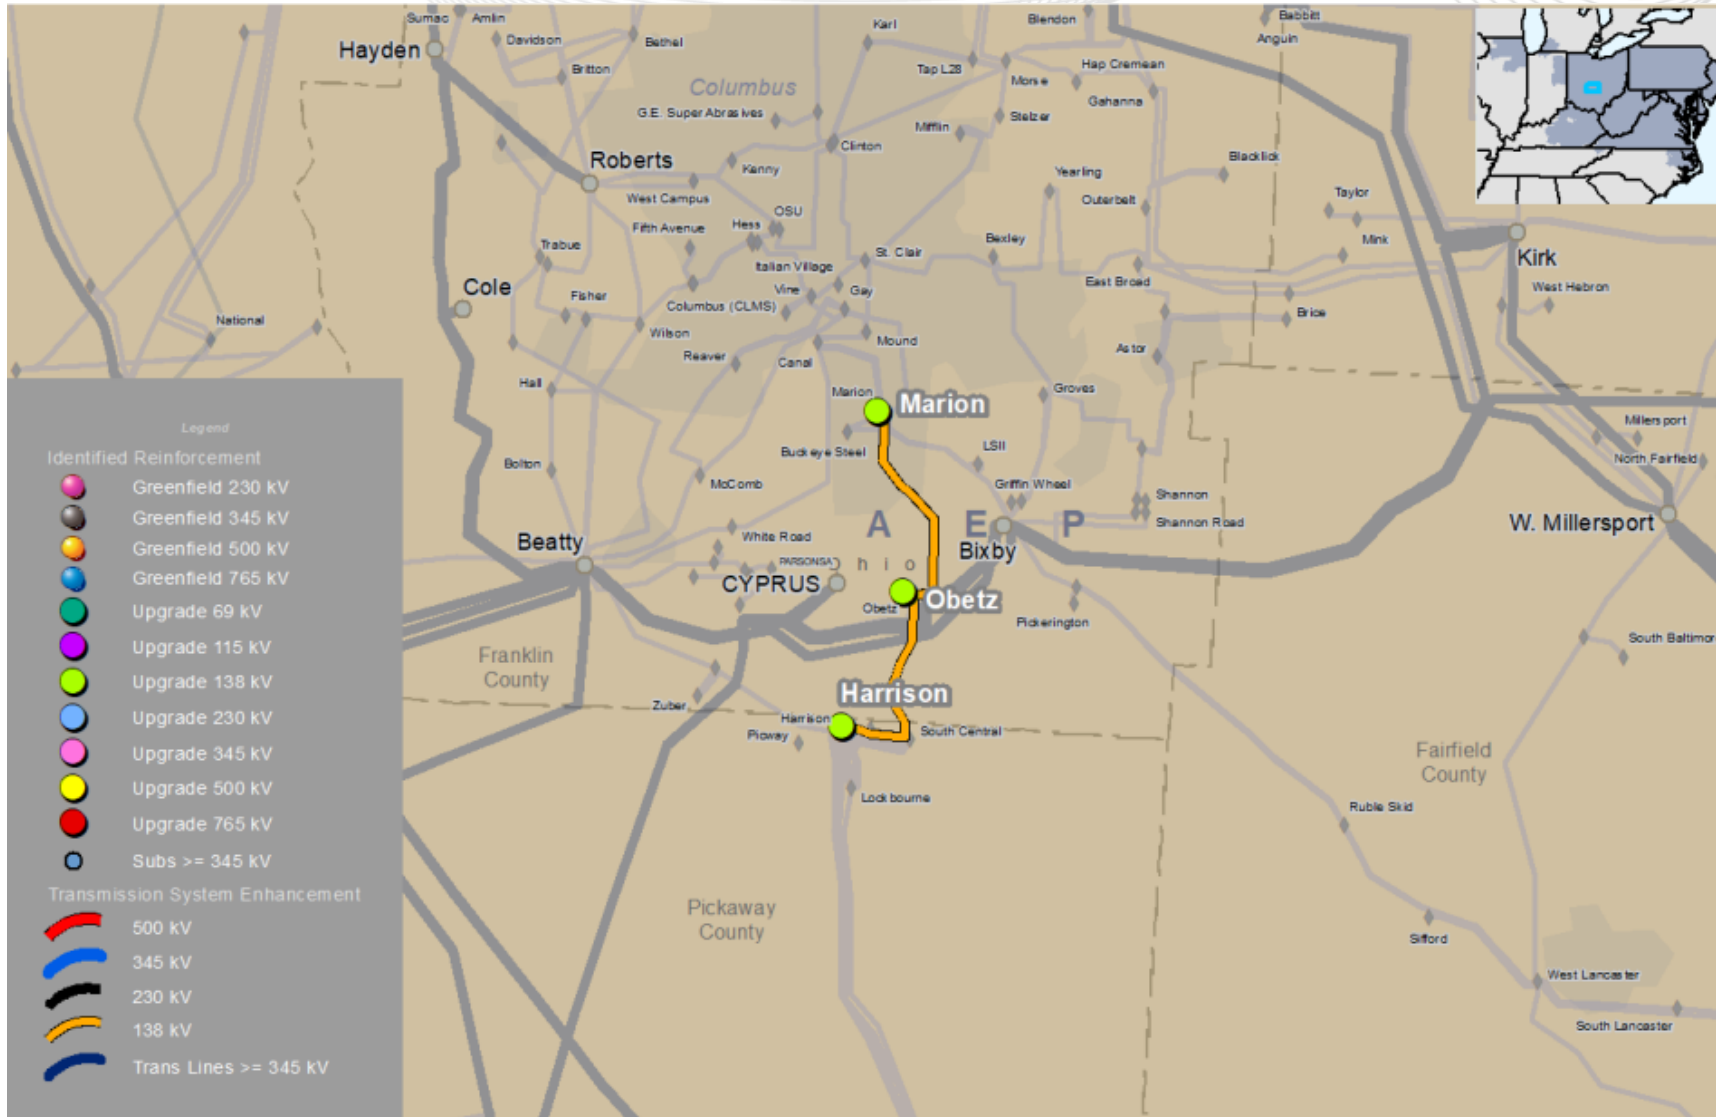 Sumac
Amlin
Karl
Blendon
Babbitt
Davidson
Bethel
Anguin
Hayden
Britton
Tap L28
Hap Cremean
Columbus
Morse
Gahanna
G.E. Super Abrasives
Stelzer
Mifflin
Clinton
Roberts
Kenny
Blacklick
Yearling
West Campus
Outerbelt
Taylor
OSU
Fifth Avenue
Hess
Trabue
Bexley
Mink
St. Clair
Kirk
Italian Village
East Broad
Cole
Fisher
Vine
Gay
West Hebron
Columbus (CLMS)
Brice
National
Wilson
Mound
Reaver
Canal
Astor
Hall
Marion
Groves
Marion
Millersport
LSII
Buckeye Steel
North Fairfield
Bolton
McComb
Griffin Wheel
Shannon
A E P
Shannon Road
W. Millersport
White Road
Beatty
Bixby
PARSONSA
Ohio
CYPRUS
Obetz
Obetz
Pickerington
South Baltimor
Franklin
County
Harrison
Zuber
Harrison
South Central
Picway
Fairfield
County
Lockbourne
Ruble Skid
Pickaway
County
Sifford
West Lancaster
South Lancaster
Legend
Identified Reinforcement
Greenfield 230 kV
Greenfield 345 kV
Greenfield 500 kV
Greenfield 765 kV
Upgrade 69 kV
Upgrade 115 kV
Upgrade 138 kV
Upgrade 230 kV
Upgrade 345 kV
Upgrade 500 kV
Upgrade 765 kV
Subs >= 345 kV
Transmission System Enhancement
500 kV
345 kV
230 kV
138 kV
Trans Lines >= 345 kV